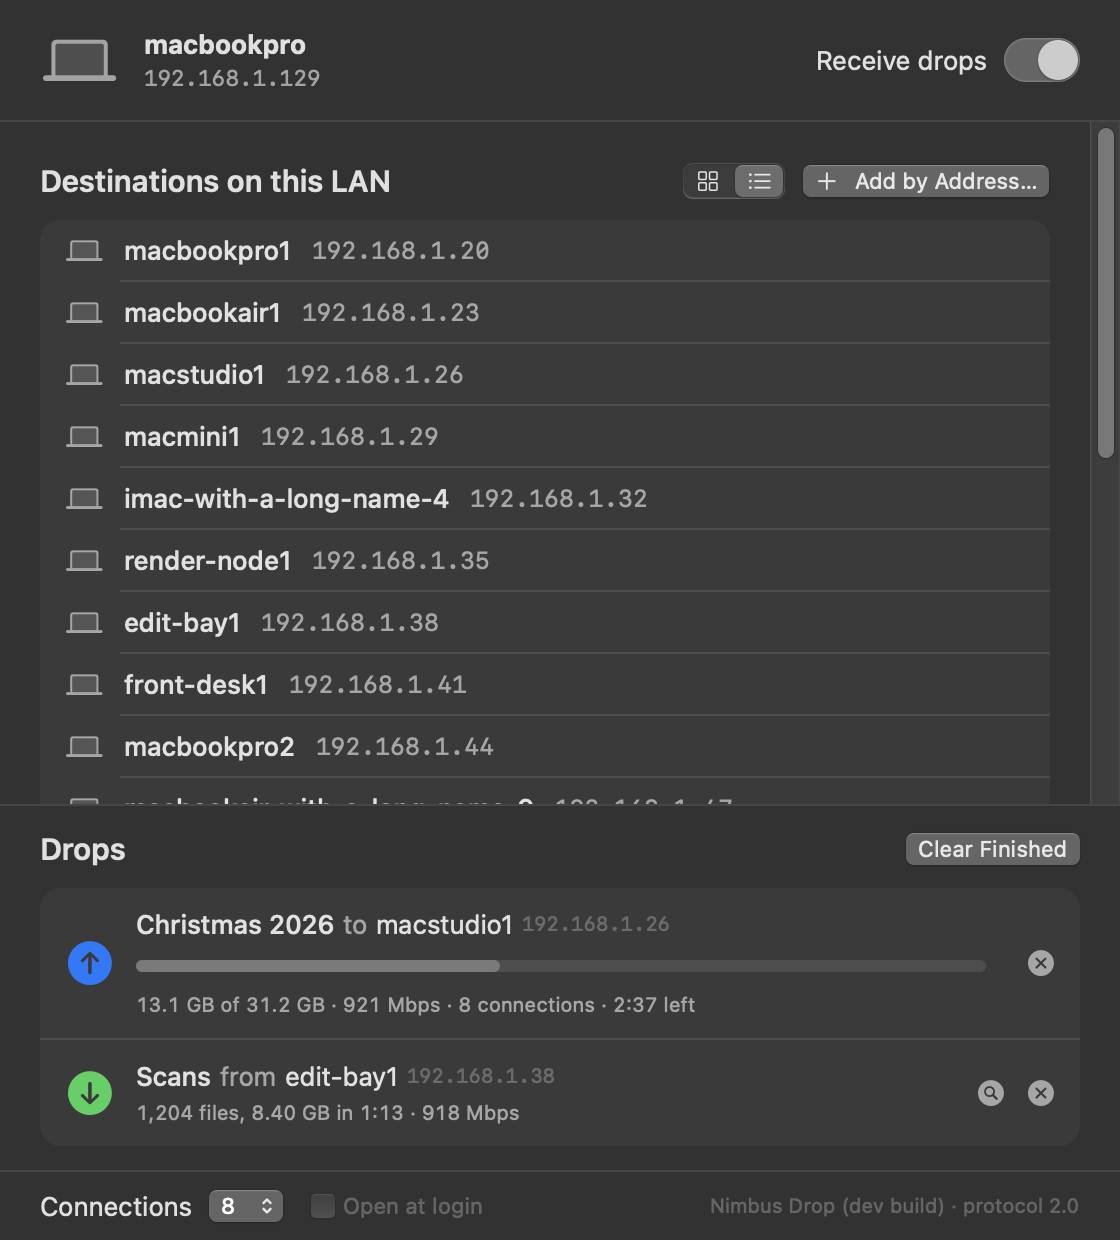 macbookpro
192.168.1.129
Receive drops
Destinations on this LAN
Add by Address...
macbookpro1 192.168.1.20
macbookair1 192.168.1.23
macstudio1 192.168.1.26
macmini1 192.168.1.29
imac-with-a-long-name-4 192.168.1.32
render-node1 192.168.1.35
edit-bay1 192.168.1.38
front-desk1 192.168.1.41
macbookpro2 192.168.1.44
Drops
Clear Finished
Christmas 2026 to macstudio1 192.168.1.26
13.1 GB of 31.2 GB · 921 Mbps · 8 connections · 2:37 left
Scans from edit-bay1 192.168.1.38
1,204 files, 8.40 GB in 1:13 · 918 Mbps
Connections 8
Open at login
Nimbus Drop (dev build) · protocol 2.0